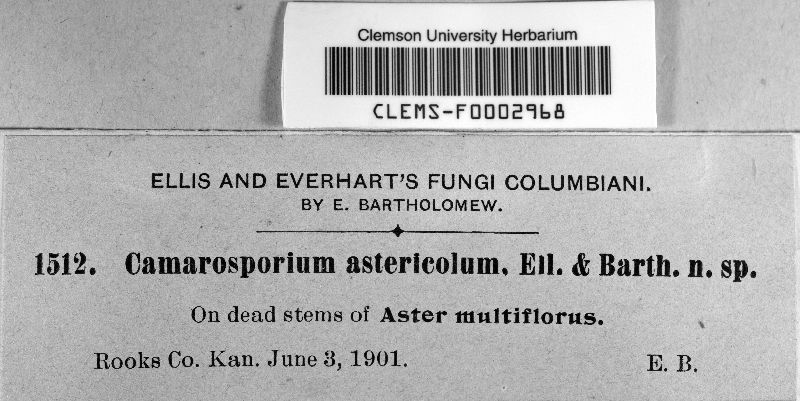 Clemson University Herbarium
CLEMS-F0002968
ELLIS AND EVERHART'S FUNGI COLUMBIANI.
BY E. BARTHOLOMEW.
1512. Camarosporium astericolum, Ell. & Barth. n. sp.
On dead stems of Aster multiflorus.
Rooks Co. Kan. June 3, 1901. E. B.